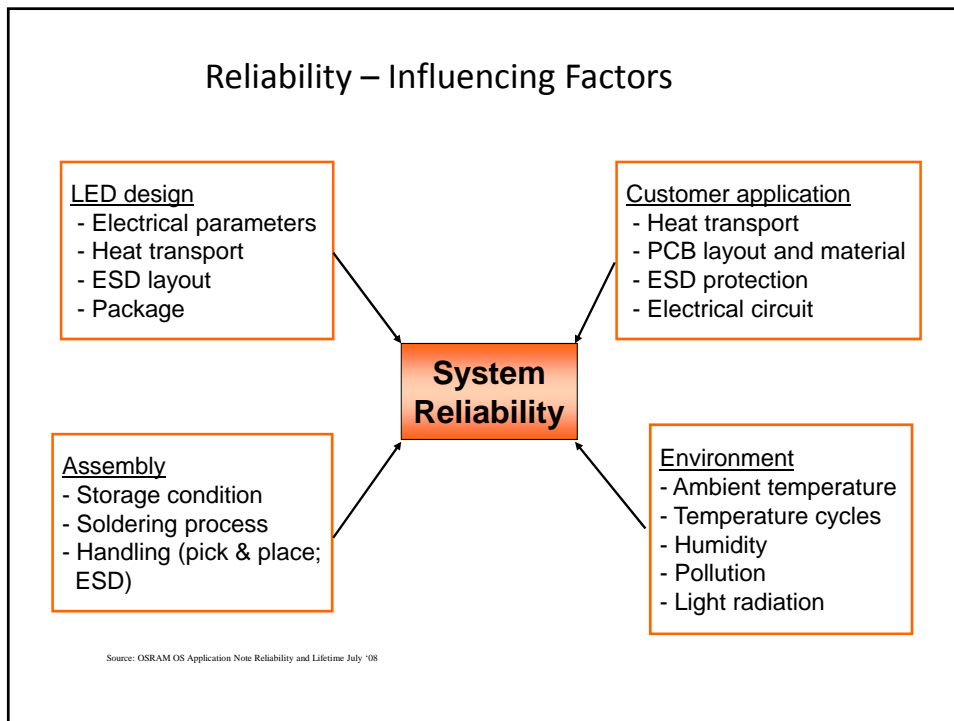 Reliability – Influencing Factors
LED design
- Electrical parameters
- Heat transport
- ESD layout
- Package
Customer application
- Heat transport
- PCB layout and material
- ESD protection
- Electrical circuit
System
Reliability
Assembly
- Storage condition
- Soldering process
- Handling (pick & place;
ESD)
Environment
- Ambient temperature
- Temperature cycles
- Humidity
- Pollution
- Light radiation
Source: OSRAM OS Application Note Reliability and Lifetime July ‘08